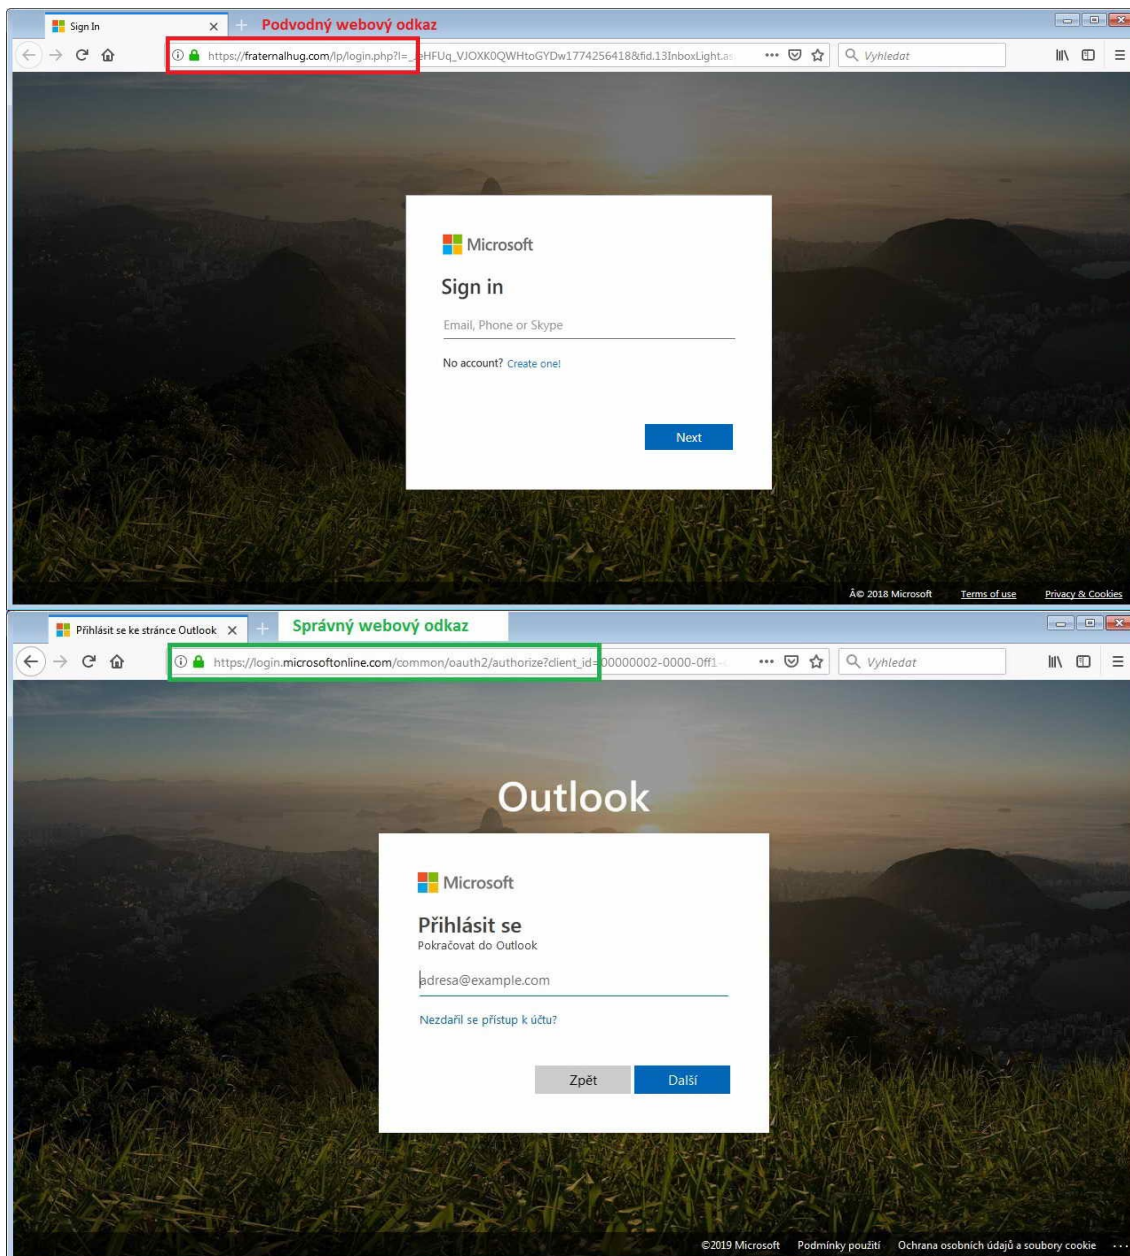 Sign In
Podvodný webový odkaz
https://fraternalhug.com/lp/login.php?l=_JeHFUq_VJOXK0QWHtoGYDw1774256418&fid.13InboxLight.as
Vyhledat
Microsoft
Sign in
Email, Phone or Skype
No account? Create one!
Next
Â© 2018 Microsoft Terms of use Privacy & Cookies
Přihlásit se ke stránce Outlook
Správný webový odkaz
https://login.microsoftonline.com/common/oauth2/authorize?client_id=00000002-0000-0ff1-
Vyhledat
Outlook
Microsoft
Přihlásit se
Pokračovat do Outlook
adresa@example.com
Nezdařil se přístup k účtu?
Zpět Další
©2019 Microsoft Podmínky použití Ochrana osobních údajů a soubory cookie ...